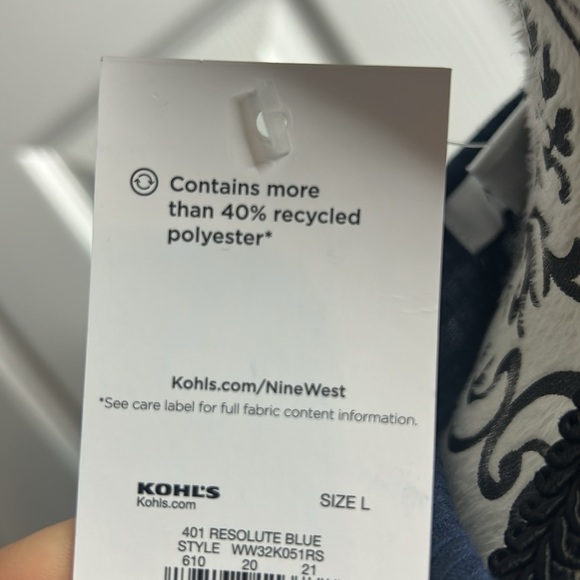 Contains more
than 40% recycled
polyester*
Kohls.com/NineWest
*See care label for full fabric content information.
KOHL'S
Kohls.com
SIZE L
401 RESOLUTE BLUE
STYLE WW32K051RS
610 20 21